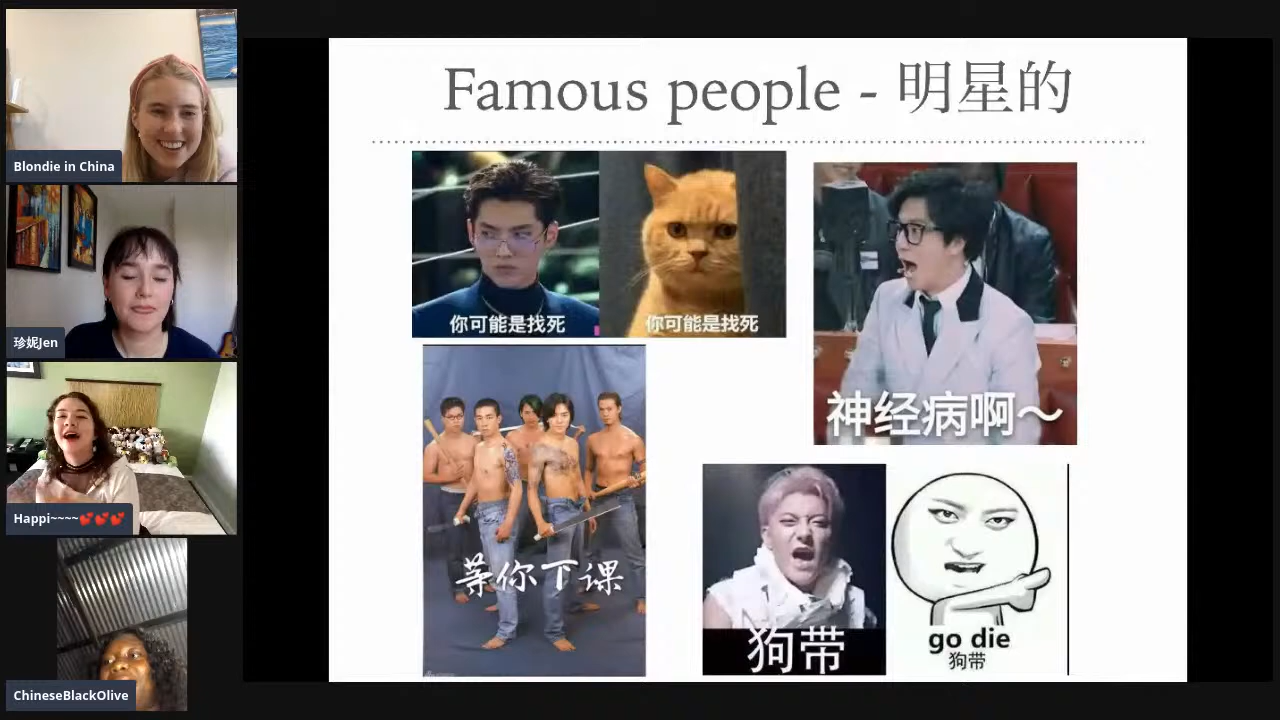 Famous people - 明星的
Blondie in China
珍妮Jen
Happi~~~~💕💕💕
ChineseBlackOlive
你可能是找死
你可能是找死
神经病啊～
等你下课
狗带
go die
狗带